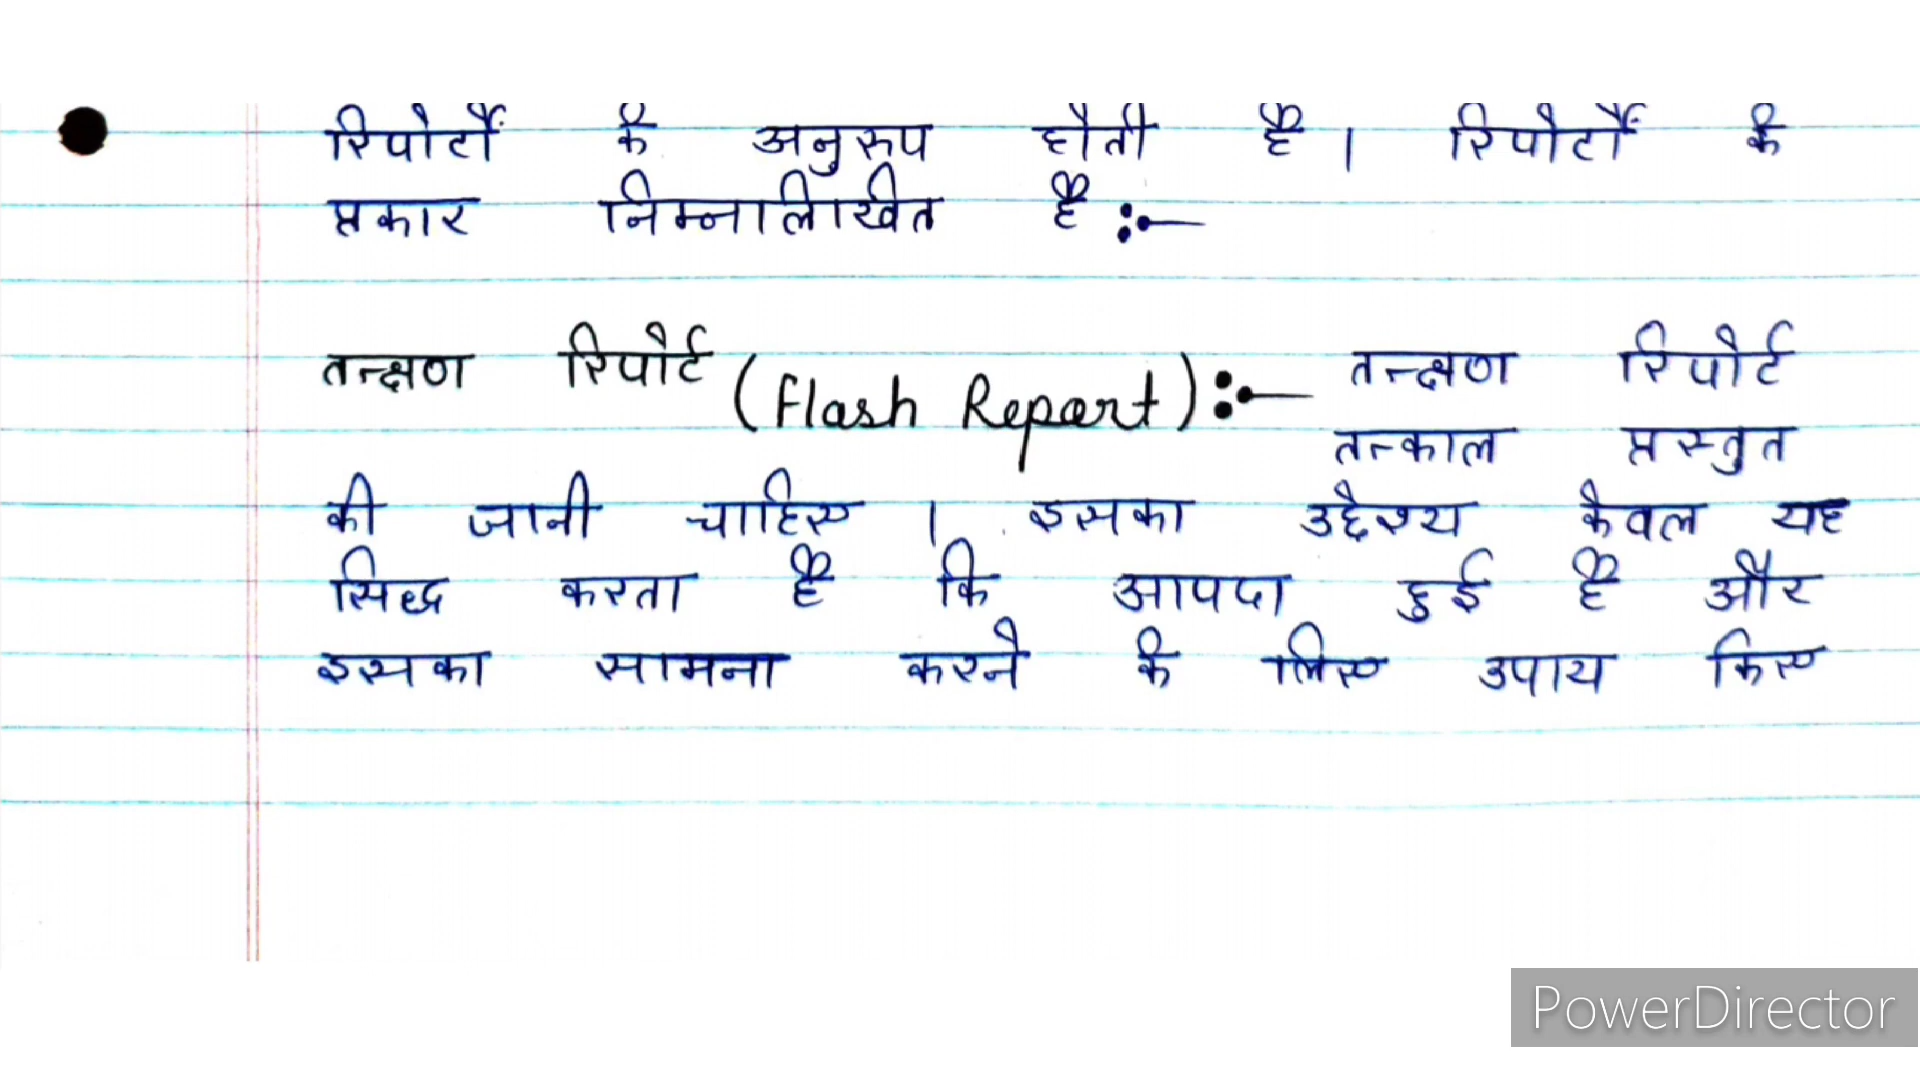 रिपोर्टों के अनुरूप होती है । रिपोर्टों के
प्रकार निम्नलिखित है :-
तत्क्षण रिपोर्ट (Flash Report) :- तत्क्षण रिपोर्ट
तत्काल प्रस्तुत
की जानी चाहिए । इसका उद्देश्य केवल यह
सिद्ध करता है कि आपदा हुई है और
इसका सामना करने के लिए उपाय किए
PowerDirector